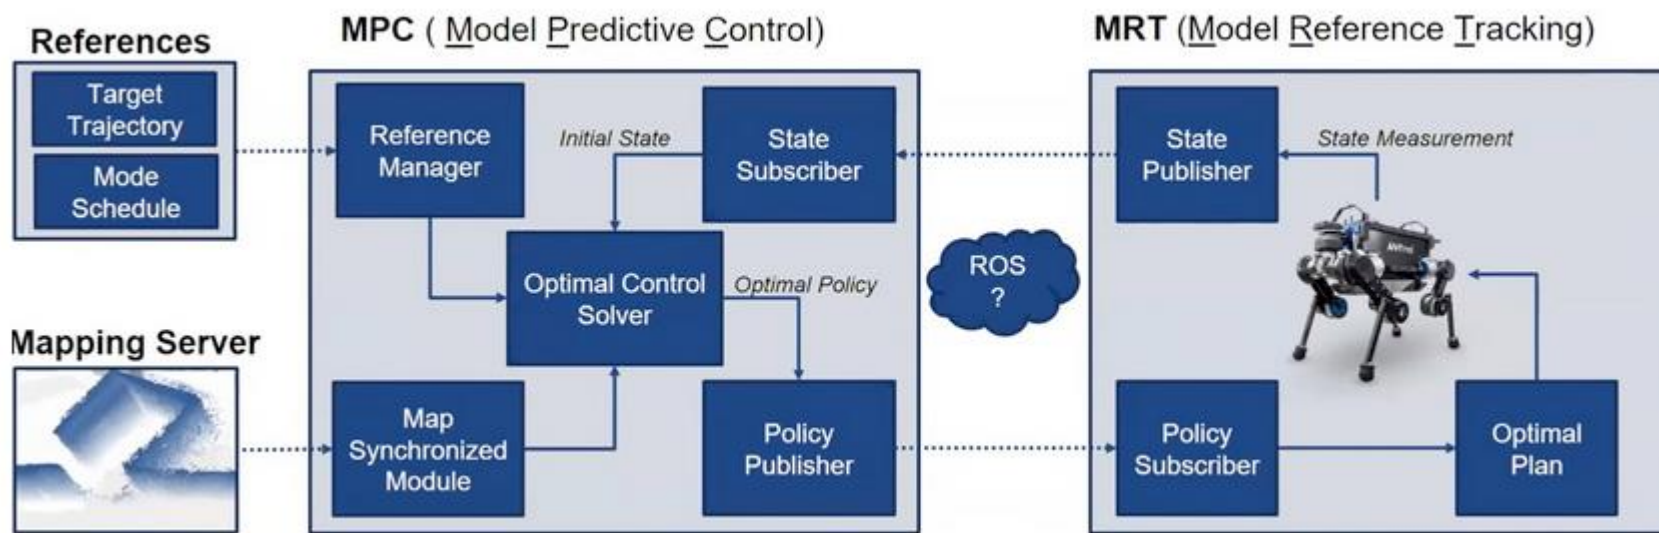 References
Target
Trajectory
Mode
Schedule
Mapping Server
MPC ( Model Predictive Control)
Reference
Manager
Initial State
State
Subscriber
Optimal Control
Solver
Optimal Policy
Map
Synchronized
Module
Policy
Publisher
ROS
?
MRT (Model Reference Tracking)
State
Publisher
State Measurement
Policy
Subscriber
Optimal
Plan